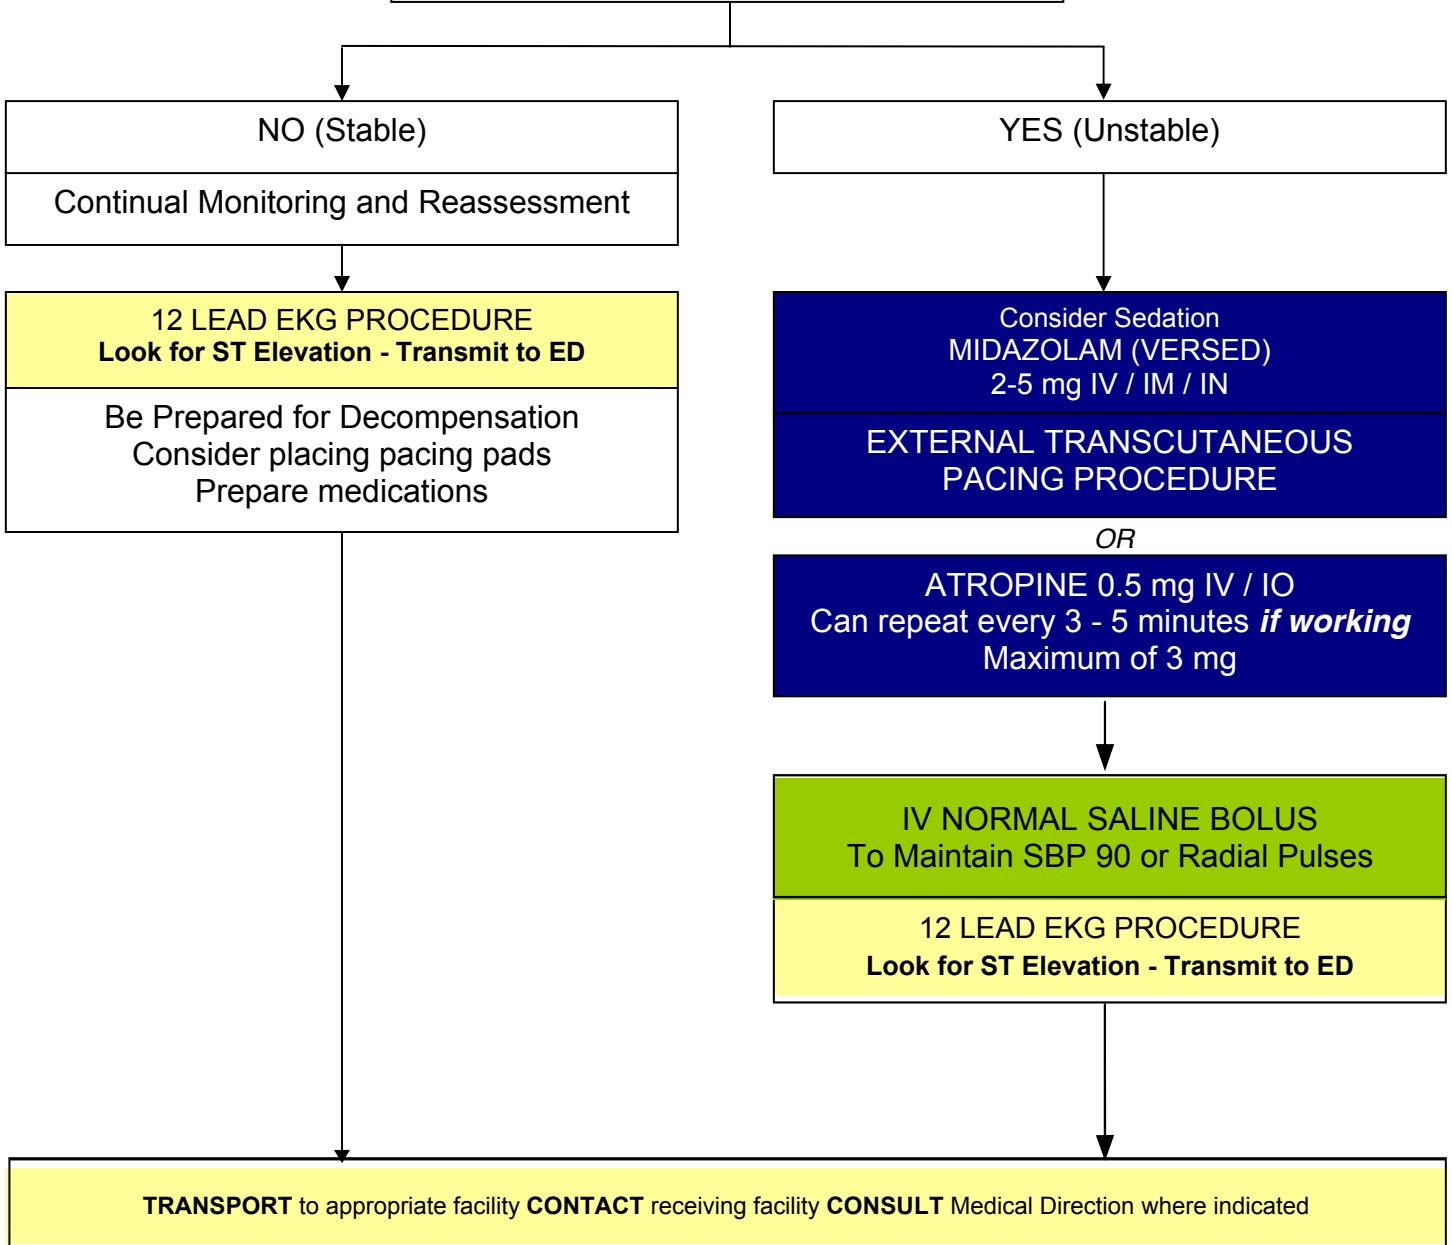 NO (Stable)
Continual Monitoring and Reassessment
12 LEAD EKG PROCEDURE
Look for ST Elevation - Transmit to ED
Be Prepared for Decompensation
Consider placing pacing pads
Prepare medications
YES (Unstable)
Consider Sedation
MIDAZOLAM (VERSED)
2-5 mg IV / IM / IN
EXTERNAL TRANSCUTANEOUS
PACING PROCEDURE
OR
ATROPINE 0.5 mg IV / IO
Can repeat every 3 - 5 minutes if working
Maximum of 3 mg
IV NORMAL SALINE BOLUS
To Maintain SBP 90 or Radial Pulses
12 LEAD EKG PROCEDURE
Look for ST Elevation - Transmit to ED
TRANSPORT to appropriate facility CONTACT receiving facility CONSULT Medical Direction where indicated